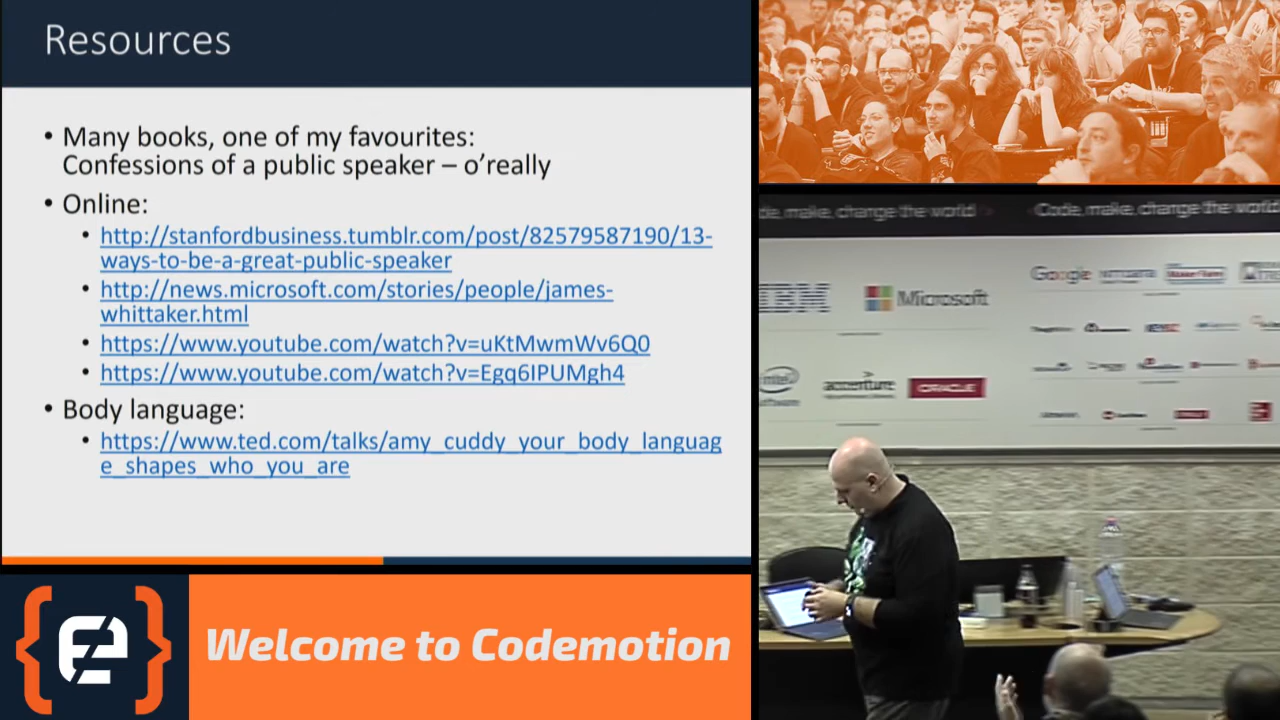 Resources
• Many books, one of my favourites:
Confessions of a public speaker – o'really
• Online:
• http://stanfordbusiness.tumblr.com/post/82579587190/13-
ways-to-be-a-great-public-speaker
• http://news.microsoft.com/stories/people/james-
whittaker.html
• https://www.youtube.com/watch?v=uKtMwmWv6Q0
• https://www.youtube.com/watch?v=Egq6IPUMgh4
• Body language:
• https://www.ted.com/talks/amy_cuddy_your_body_languag
e_shapes_who_you_are
Welcome to Codemotion
de, make, change the world
Code, make, change the world
Google
IBM
Microsoft
accenture
ORACLE